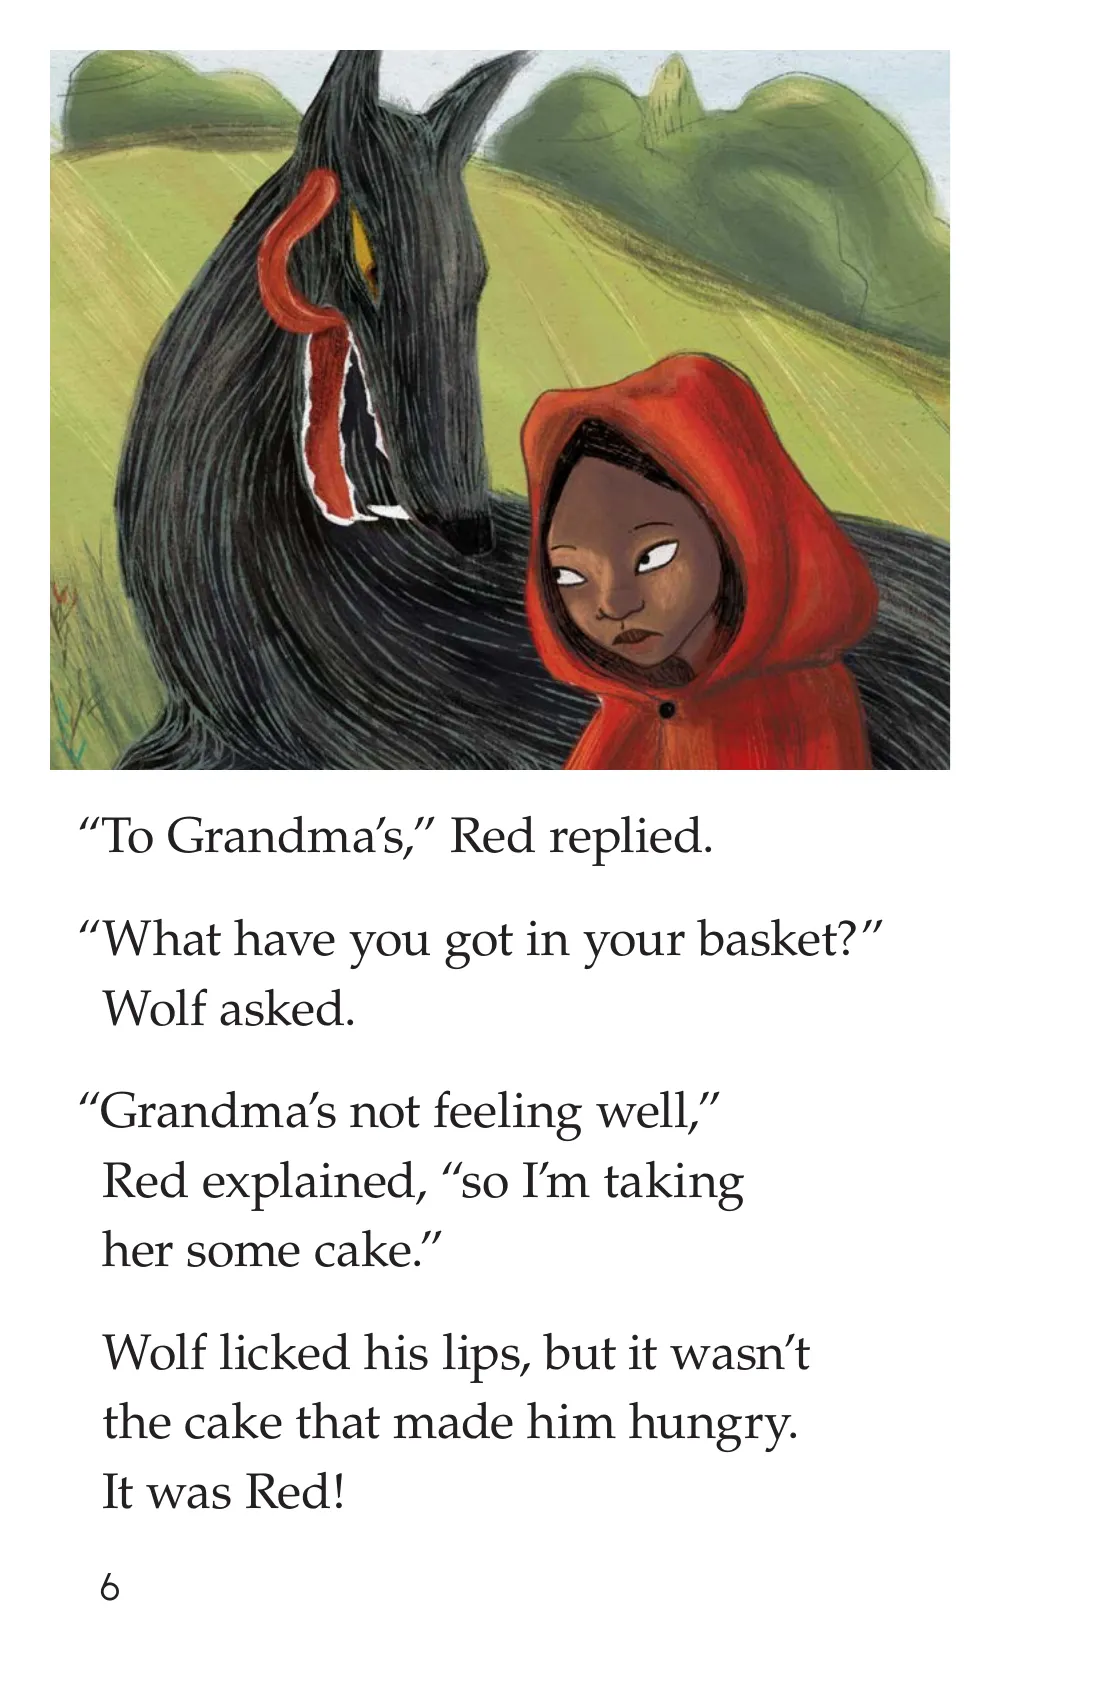 “To Grandma’s,” Red replied.
“What have you got in your basket?”
Wolf asked.
“Grandma’s not feeling well,”
Red explained, “so I’m taking
her some cake.”
Wolf licked his lips, but it wasn’t
the cake that made him hungry.
It was Red!
6